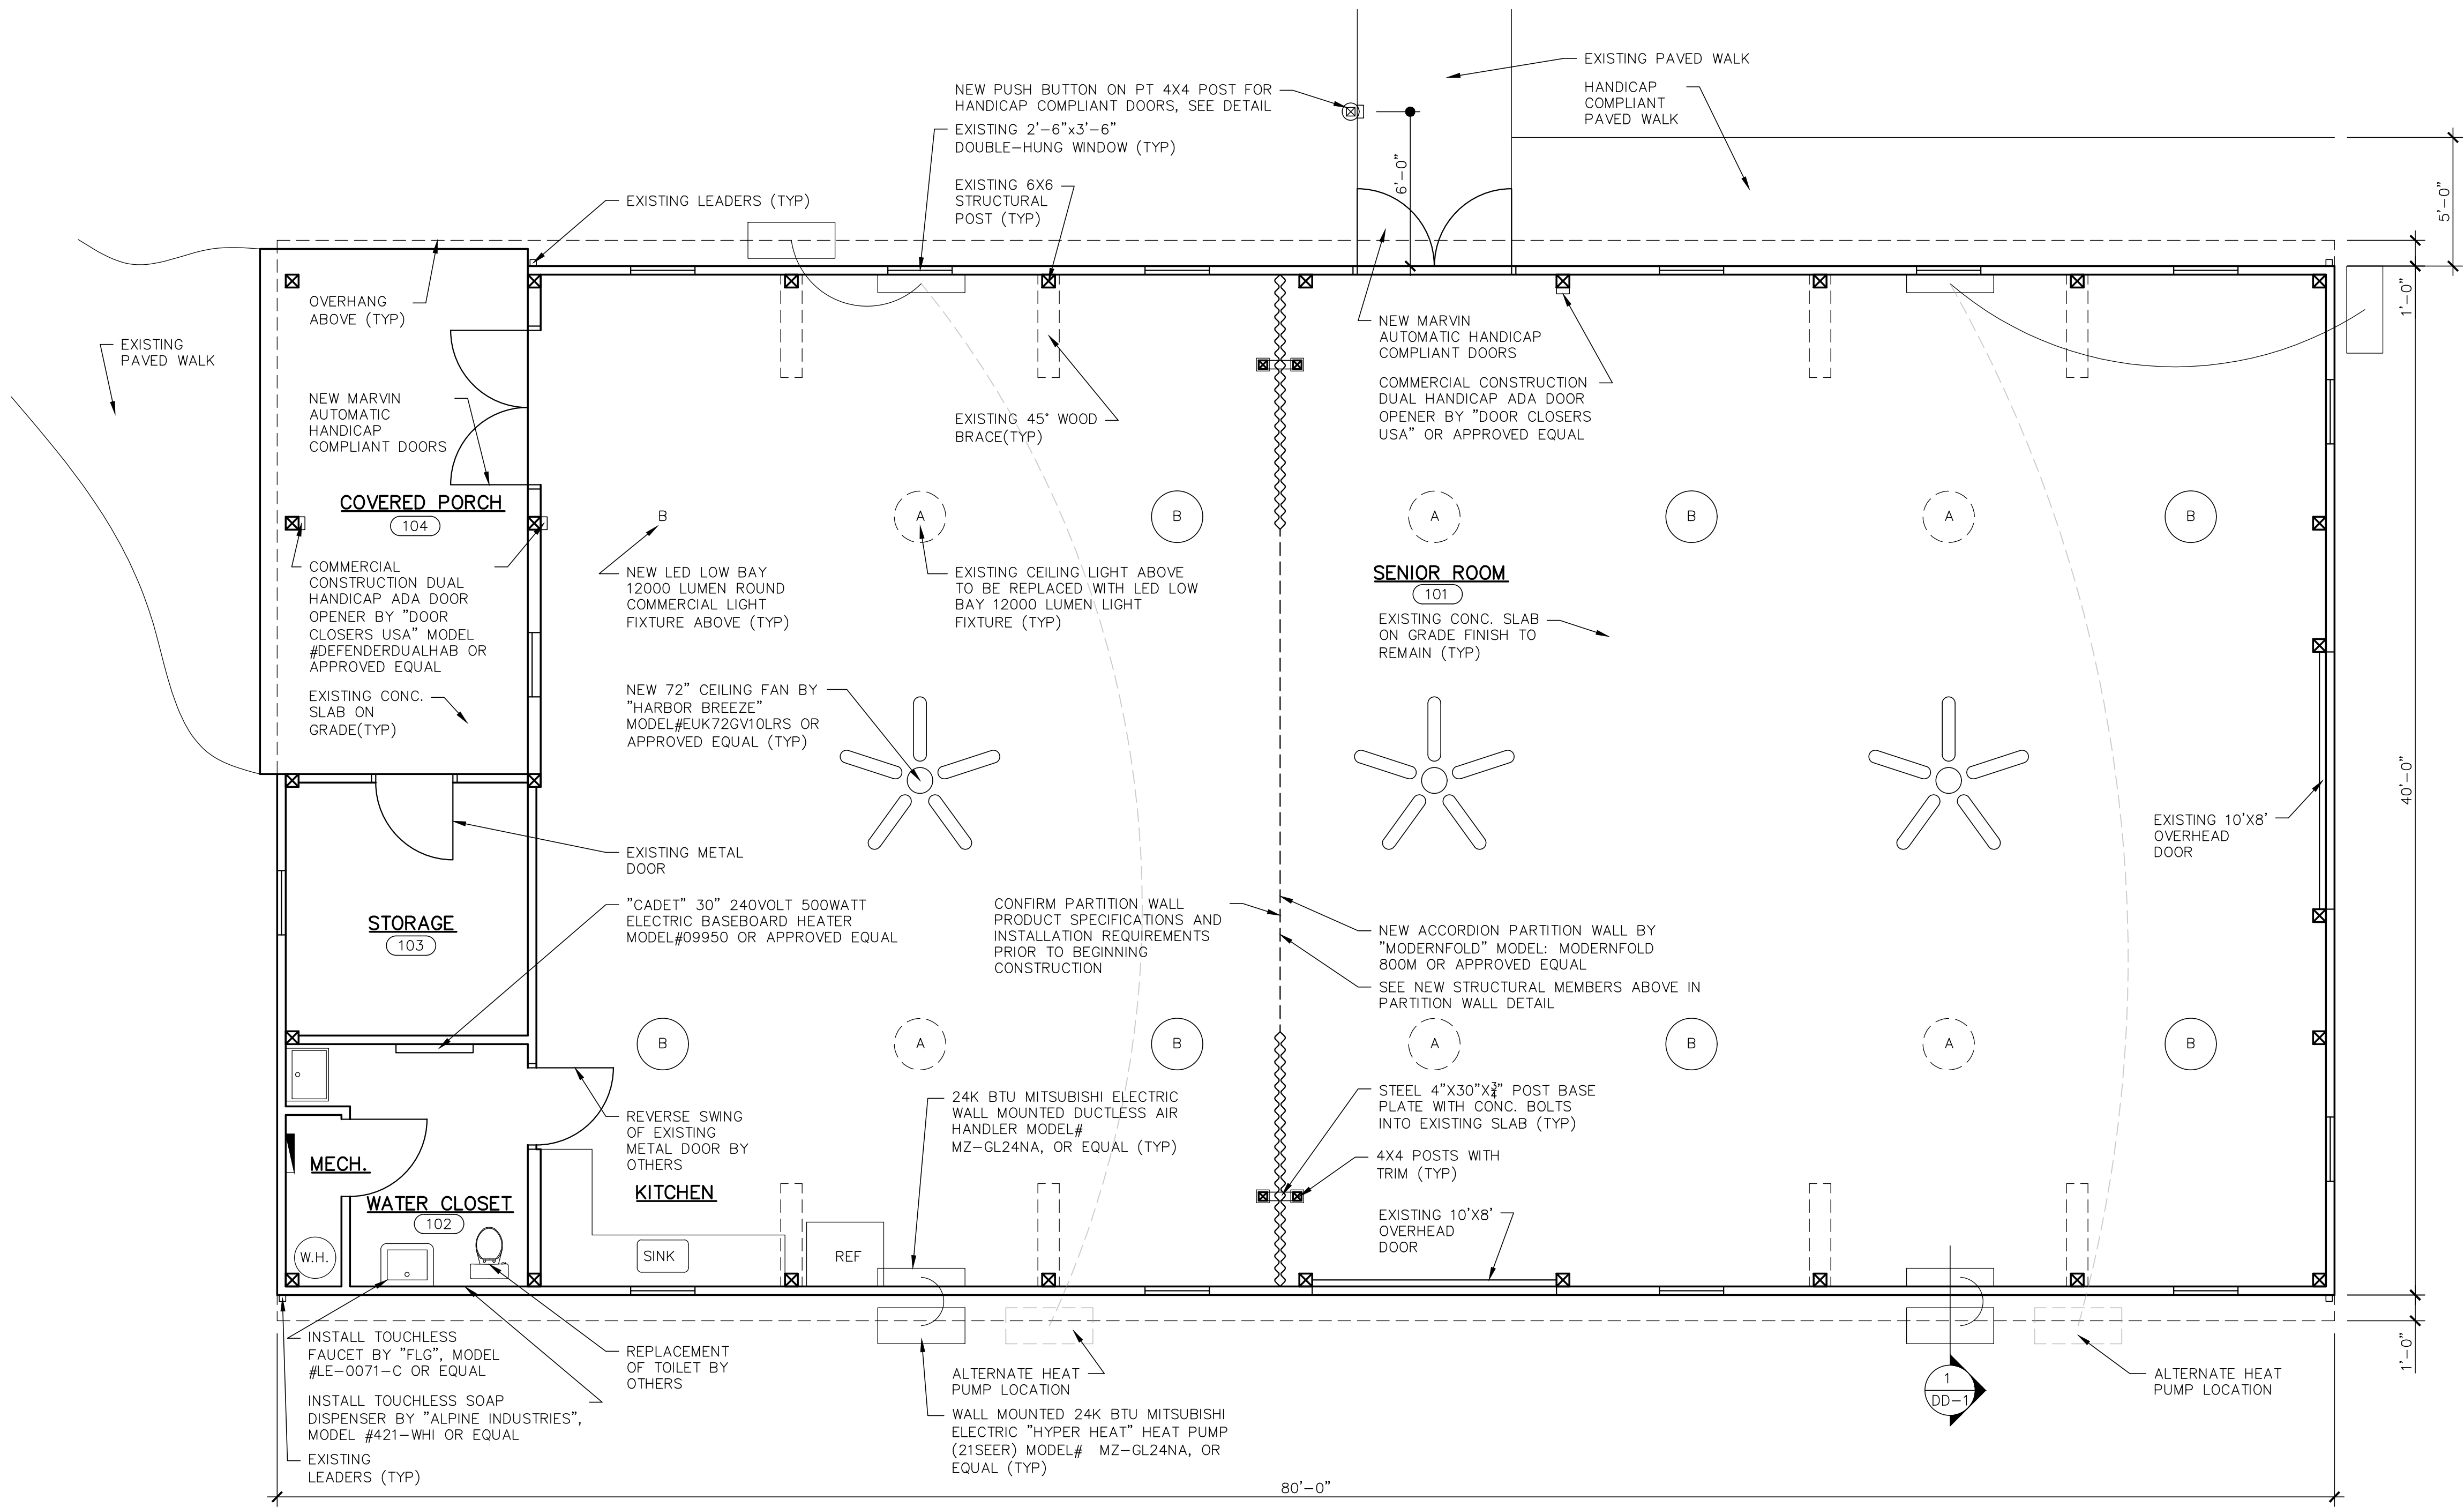 EXISTING PAVED WALK
HANDICAP
COMPLIANT
PAVED WALK
NEW PUSH BUTTON ON PT 4X4 POST FOR
HANDICAP COMPLIANT DOORS, SEE DETAIL
EXISTING 2'-6"x3'-6"
DOUBLE-HUNG WINDOW (TYP)
EXISTING 6X6
STRUCTURAL
POST (TYP)
EXISTING LEADERS (TYP)
6'-0"
5'-0"
1'-0"
OVERHANG
ABOVE (TYP)
EXISTING
PAVED WALK
NEW MARVIN
AUTOMATIC
HANDICAP
COMPLIANT DOORS
COVERED PORCH
104
COMMERCIAL
CONSTRUCTION DUAL
HANDICAP ADA DOOR
OPENER BY "DOOR
CLOSERS USA" MODEL
#DEFENDERDUALHAB OR
APPROVED EQUAL
EXISTING CONC.
SLAB ON
GRADE(TYP)
EXISTING 45° WOOD
BRACE(TYP)
NEW MARVIN
AUTOMATIC HANDICAP
COMPLIANT DOORS
COMMERCIAL CONSTRUCTION
DUAL HANDICAP ADA DOOR
OPENER BY "DOOR CLOSERS
USA" OR APPROVED EQUAL
B
A
B
A
B
A
B
NEW LED LOW BAY
12000 LUMEN ROUND
COMMERCIAL LIGHT
FIXTURE ABOVE (TYP)
EXISTING CEILING LIGHT ABOVE
TO BE REPLACED WITH LED LOW
BAY 12000 LUMEN LIGHT
FIXTURE (TYP)
SENIOR ROOM
101
EXISTING CONC. SLAB
ON GRADE FINISH TO
REMAIN (TYP)
NEW 72" CEILING FAN BY
"HARBOR BREEZE"
MODEL#EUK72GV10LRS OR
APPROVED EQUAL (TYP)
40'-0"
EXISTING 10'X8'
OVERHEAD
DOOR
EXISTING METAL
DOOR
STORAGE
103
"CADET" 30" 240VOLT 500WATT
ELECTRIC BASEBOARD HEATER
MODEL#09950 OR APPROVED EQUAL
CONFIRM PARTITION WALL
PRODUCT SPECIFICATIONS AND
INSTALLATION REQUIREMENTS
PRIOR TO BEGINNING
CONSTRUCTION
NEW ACCORDION PARTITION WALL BY
"MODERNFOLD" MODEL: MODERNFOLD
800M OR APPROVED EQUAL
SEE NEW STRUCTURAL MEMBERS ABOVE IN
PARTITION WALL DETAIL
B
A
B
A
B
A
B
REVERSE SWING
OF EXISTING
METAL DOOR BY
OTHERS
24K BTU MITSUBISHI ELECTRIC
WALL MOUNTED DUCTLESS AIR
HANDLER MODEL#
MZ-GL24NA, OR EQUAL (TYP)
STEEL 4"X30"X3/4" POST BASE
PLATE WITH CONC. BOLTS
INTO EXISTING SLAB (TYP)
4X4 POSTS WITH
TRIM (TYP)
EXISTING 10'X8'
OVERHEAD
DOOR
MECH.
KITCHEN
WATER CLOSET
102
W.H.
SINK
REF
INSTALL TOUCHLESS
FAUCET BY "FLG", MODEL
#LE-0071-C OR EQUAL
INSTALL TOUCHLESS SOAP
DISPENSER BY "ALPINE INDUSTRIES",
MODEL #421-WHI OR EQUAL
EXISTING
LEADERS (TYP)
REPLACEMENT
OF TOILET BY
OTHERS
ALTERNATE HEAT
PUMP LOCATION
WALL MOUNTED 24K BTU MITSUBISHI
ELECTRIC "HYPER HEAT" HEAT PUMP
(21SEER) MODEL# MZ-GL24NA, OR
EQUAL (TYP)
1
DD-1
ALTERNATE HEAT
PUMP LOCATION
1'-0"
80'-0"